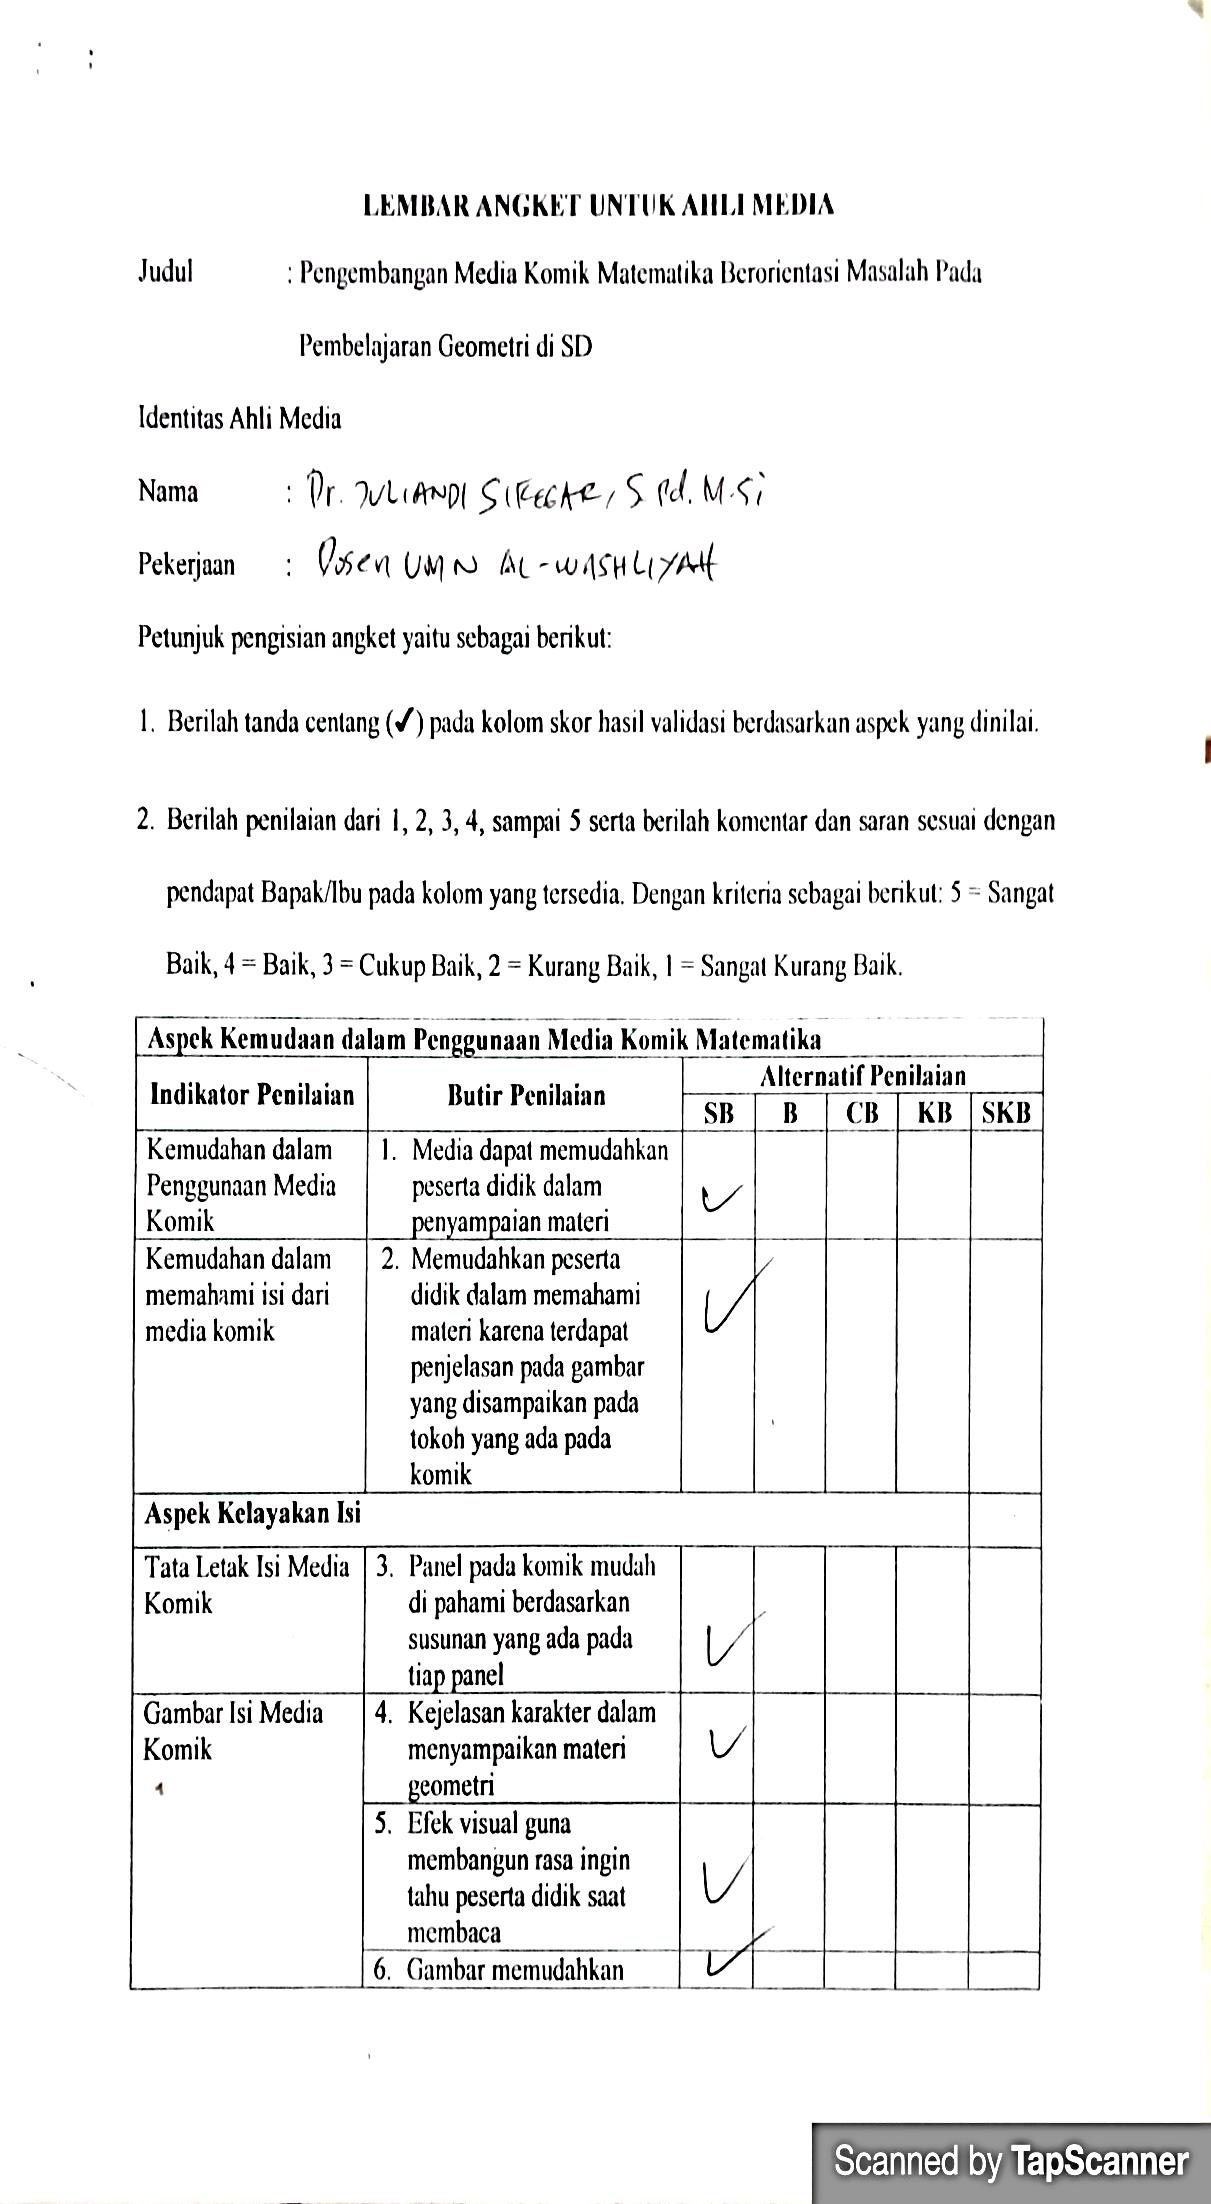 LEMBAR ANGKET UNTUK AHLI MEDIA
Judul : Pengembangan Media Komik Matematika Berorientasi Masalah Pada
Pembelajaran Geometri di SD
Identitas Ahli Media
Nama : Dr. JULIANDI SIREGAR, S Pd. M.Si
Pekerjaan : Dosen UMN AL-WASHLIYAH
Petunjuk pengisian angket yaitu sebagai berikut:
1. Berilah tanda centang (✓) pada kolom skor hasil validasi berdasarkan aspek yang dinilai.
2. Berilah penilaian dari 1, 2, 3, 4, sampai 5 serta berilah komentar dan saran sesuai dengan
pendapat Bapak/Ibu pada kolom yang tersedia. Dengan kriteria sebagai berikut: 5 = Sangat
Baik, 4 = Baik, 3 = Cukup Baik, 2 = Kurang Baik, 1 = Sangat Kurang Baik.
Aspek Kemudaan dalam Penggunaan Media Komik Matematika
Indikator Penilaian
Butir Penilaian
Alternatif Penilaian
SB B CB KB SKB
Kemudahan dalam
Penggunaan Media
Komik
1. Media dapat memudahkan
peserta didik dalam
penyampaian materi
✓
Kemudahan dalam
memahami isi dari
media komik
2. Memudahkan peserta
didik dalam memahami
materi karena terdapat
penjelasan pada gambar
yang disampaikan pada
tokoh yang ada pada
komik
✓
Aspek Kelayakan Isi
Tata Letak Isi Media
Komik
3. Panel pada komik mudah
di pahami berdasarkan
susunan yang ada pada
tiap panel
✓
Gambar Isi Media
Komik
4. Kejelasan karakter dalam
menyampaikan materi
geometri
✓
5. Efek visual guna
membangun rasa ingin
tahu peserta didik saat
membaca
✓
6. Gambar memudahkan
✓
Scanned by TapScanner